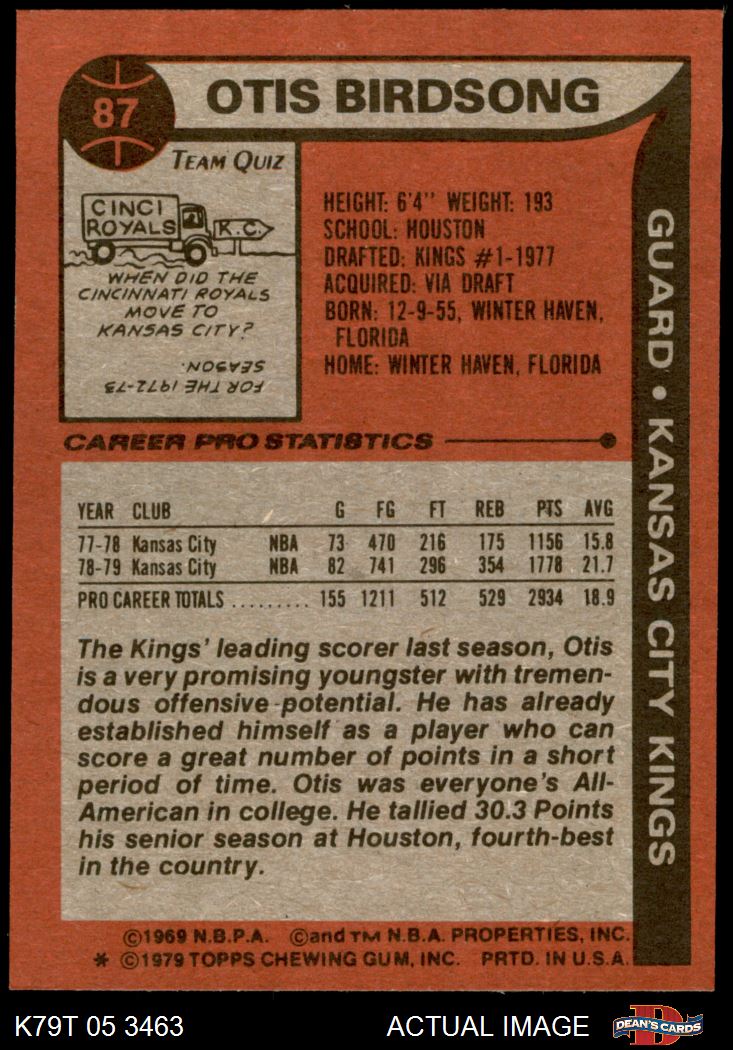 87
OTIS BIRDSONG
TEAM QUIZ
CINCI
ROYALS
K.C.
WHEN DID THE
CINCINNATI ROYALS
MOVE TO
KANSAS CITY?
FOR THE 1972-73
SEASON.
HEIGHT: 6'4" WEIGHT: 193
SCHOOL: HOUSTON
DRAFTED: KINGS #1-1977
ACQUIRED: VIA DRAFT
BORN: 12-9-55, WINTER HAVEN,
FLORIDA
HOME: WINTER HAVEN, FLORIDA
GUARD • KANSAS CITY KINGS
CAREER PRO STATISTICS
YEAR CLUB G FG FT REB PTS AVG
77-78 Kansas City NBA 73 470 216 175 1156 15.8
78-79 Kansas City NBA 82 741 296 354 1778 21.7
PRO CAREER TOTALS ......... 155 1211 512 529 2934 18.9
The Kings' leading scorer last season, Otis
is a very promising youngster with tremen-
dous offensive potential. He has already
established himself as a player who can
score a great number of points in a short
period of time. Otis was everyone's All-
American in college. He tallied 30.3 Points
his senior season at Houston, fourth-best
in the country.
©1969 N.B.P.A. ©and TM N.B.A. PROPERTIES, INC.
* ©1979 TOPPS CHEWING GUM, INC. PRTD. IN U.S.A.
K79T 05 3463 ACTUAL IMAGE
D
DEAN'S CARDS